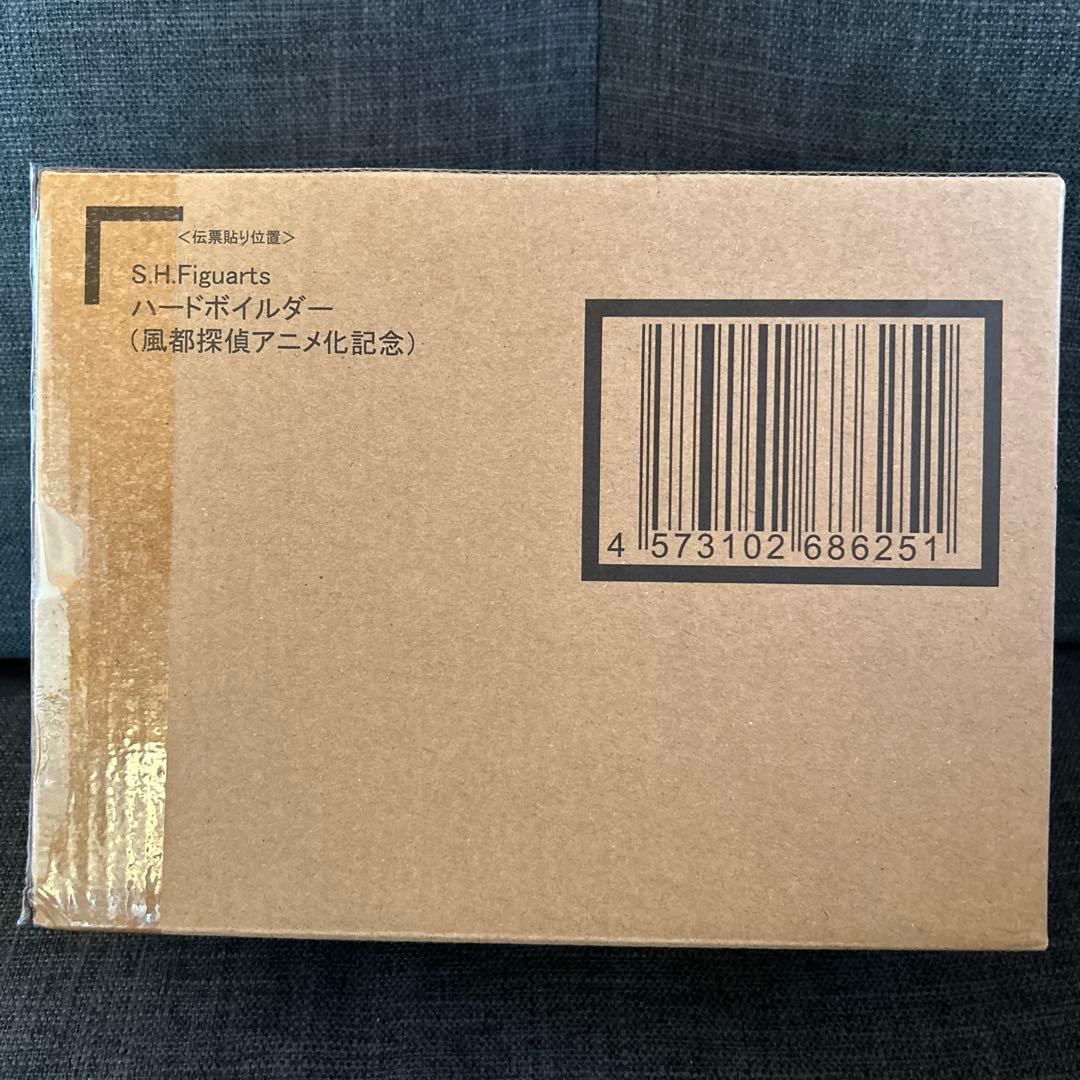 <伝票貼り位置>
S.H.Figuarts
ハードボイルダー
(風都探偵アニメ化記念)
4 573102 686251